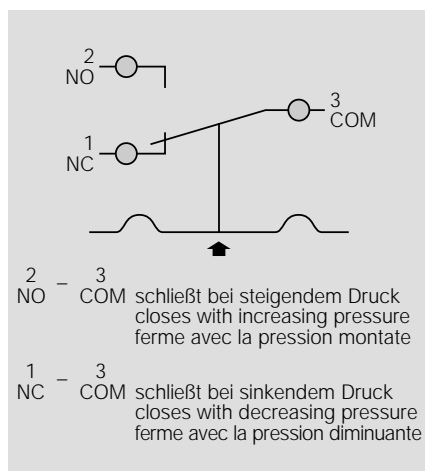 2
NO
3
COM
1
NC
2 3
NO – COM schließt bei steigendem Druck
closes with increasing pressure
ferme avec la pression montate
1 3
NC – COM schließt bei sinkendem Druck
closes with decreasing pressure
ferme avec la pression diminuante